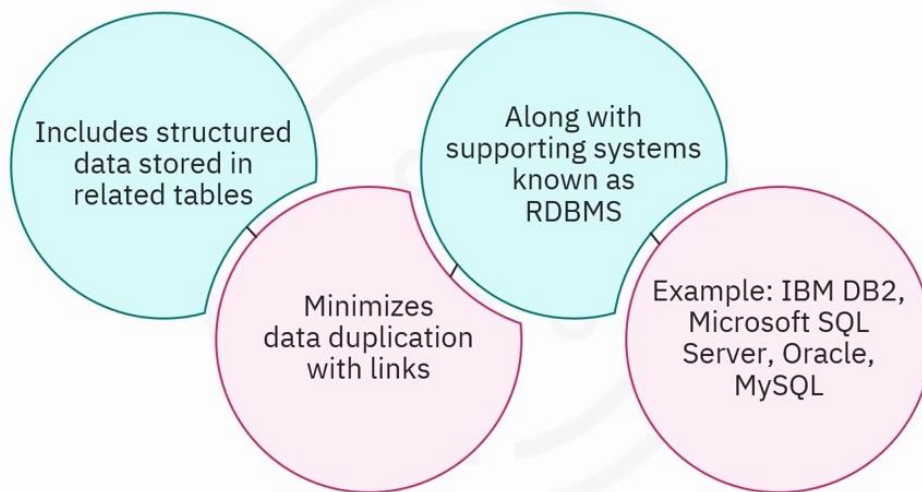 Includes structured
data stored in
related tables
Minimizes
data duplication
with links
Along with
supporting systems
known as
RDBMS
Example: IBM DB2,
Microsoft SQL
Server, Oracle,
MySQL